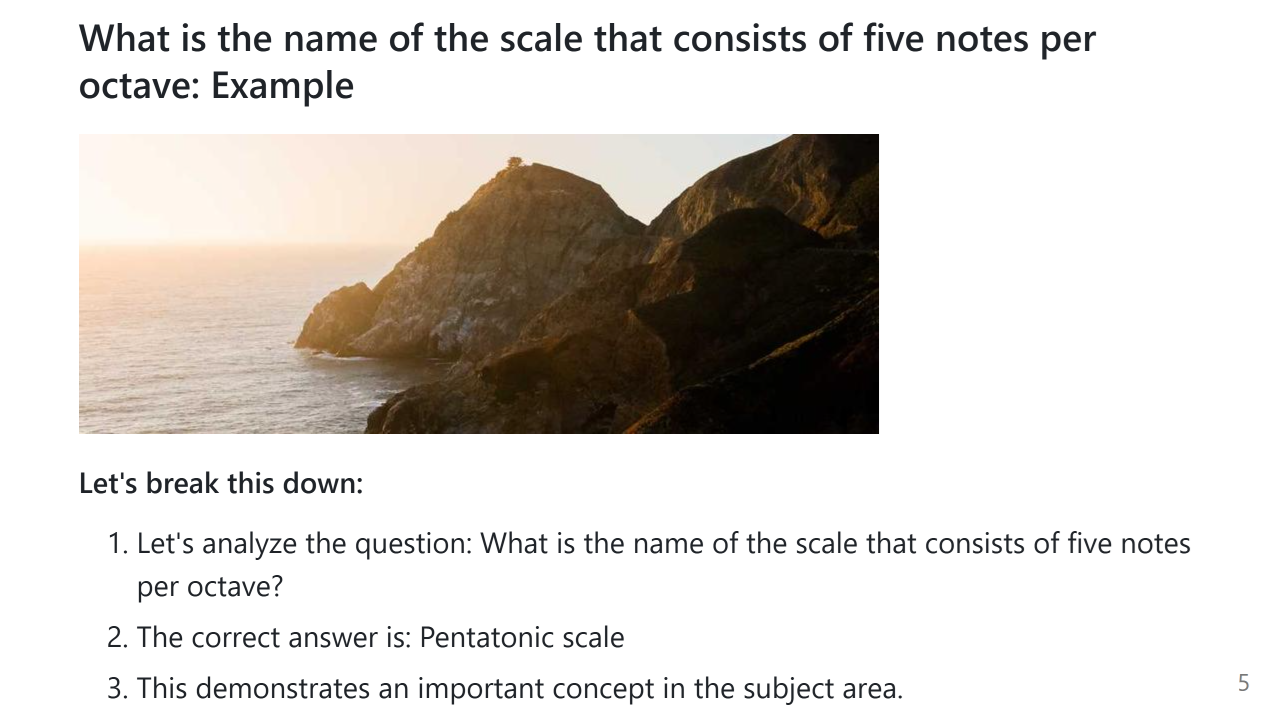 What is the name of the scale that consists of five notes per
octave: Example
Let's break this down:
1. Let's analyze the question: What is the name of the scale that consists of five notes
per octave?
2. The correct answer is: Pentatonic scale
3. This demonstrates an important concept in the subject area.
5